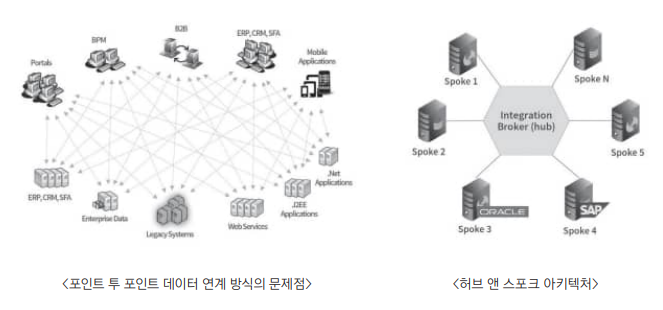 B2B
BPM
ERP, CRM, SFA
Portals
Mobile
Applications
.Net
Applications
ERP, CRM, SFA
Enterprise Data
Legacy Systems
Web Services
J2EE
Applications
<포인트 투 포인트 데이터 연계 방식의 문제점>
Spoke 1
Spoke N
Integration
Broker (hub)
Spoke 2
Spoke 5
ORACLE
SAP
Spoke 3
Spoke 4
<허브 앤 스포크 아키텍처>